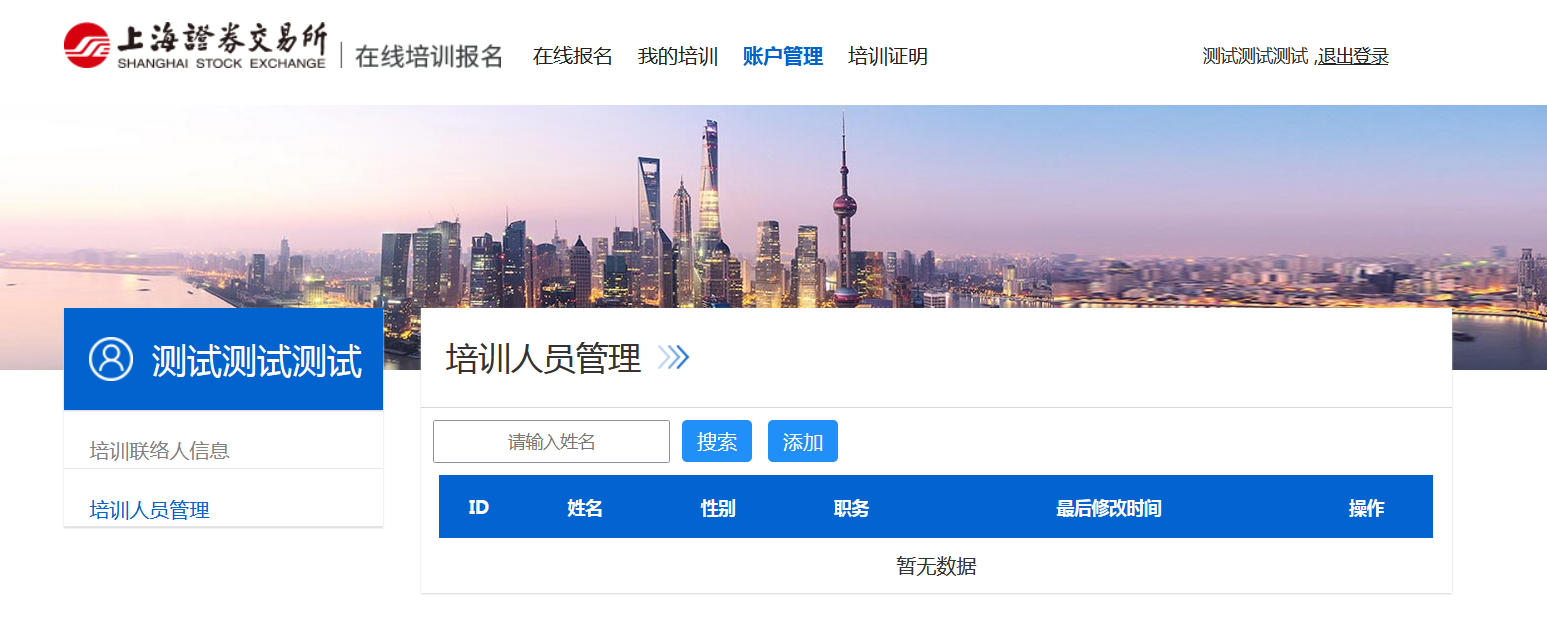 上海證券交易所
SHANGHAI STOCK EXCHANGE
在线培训报名
在线报名 我的培训 账户管理 培训证明
测试测试测试 ,退出登录
测试测试测试
培训联络人信息
培训人员管理
培训人员管理
请输入姓名 搜索 添加
ID 姓名 性别 职务 最后修改时间 操作
暂无数据